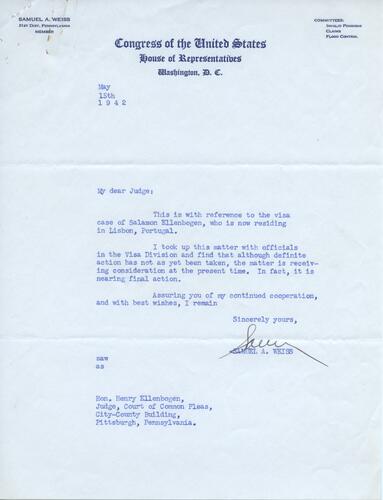 SAMUEL A. WEISS
31ST DIST. PENNSYLVANIA
MEMBER
COMMITTEES:
INVALID PENSIONS
CLAIMS
FLOOD CONTROL
Congress of the United States
House of Representatives
Washington, D. C.
May
15th
1942
My dear Judge:
This is with reference to the visa
case of Salamon Ellenbogen, who is now residing
in Lisbon, Portugal.
I took up this matter with officials
in the Visa Division and find that although definite
action has not as yet been taken, the matter is receiv-
ing consideration at the present time. In fact, it is
nearing final action.
Assuring you of my continued cooperation,
and with best wishes, I remain
Sincerely yours,
Sam
SAMUEL A. WEISS
saw
as
Hon. Henry Ellenbogen,
Judge, Court of Common Pleas,
City-County Building,
Pittsburgh, Pennsylvania.